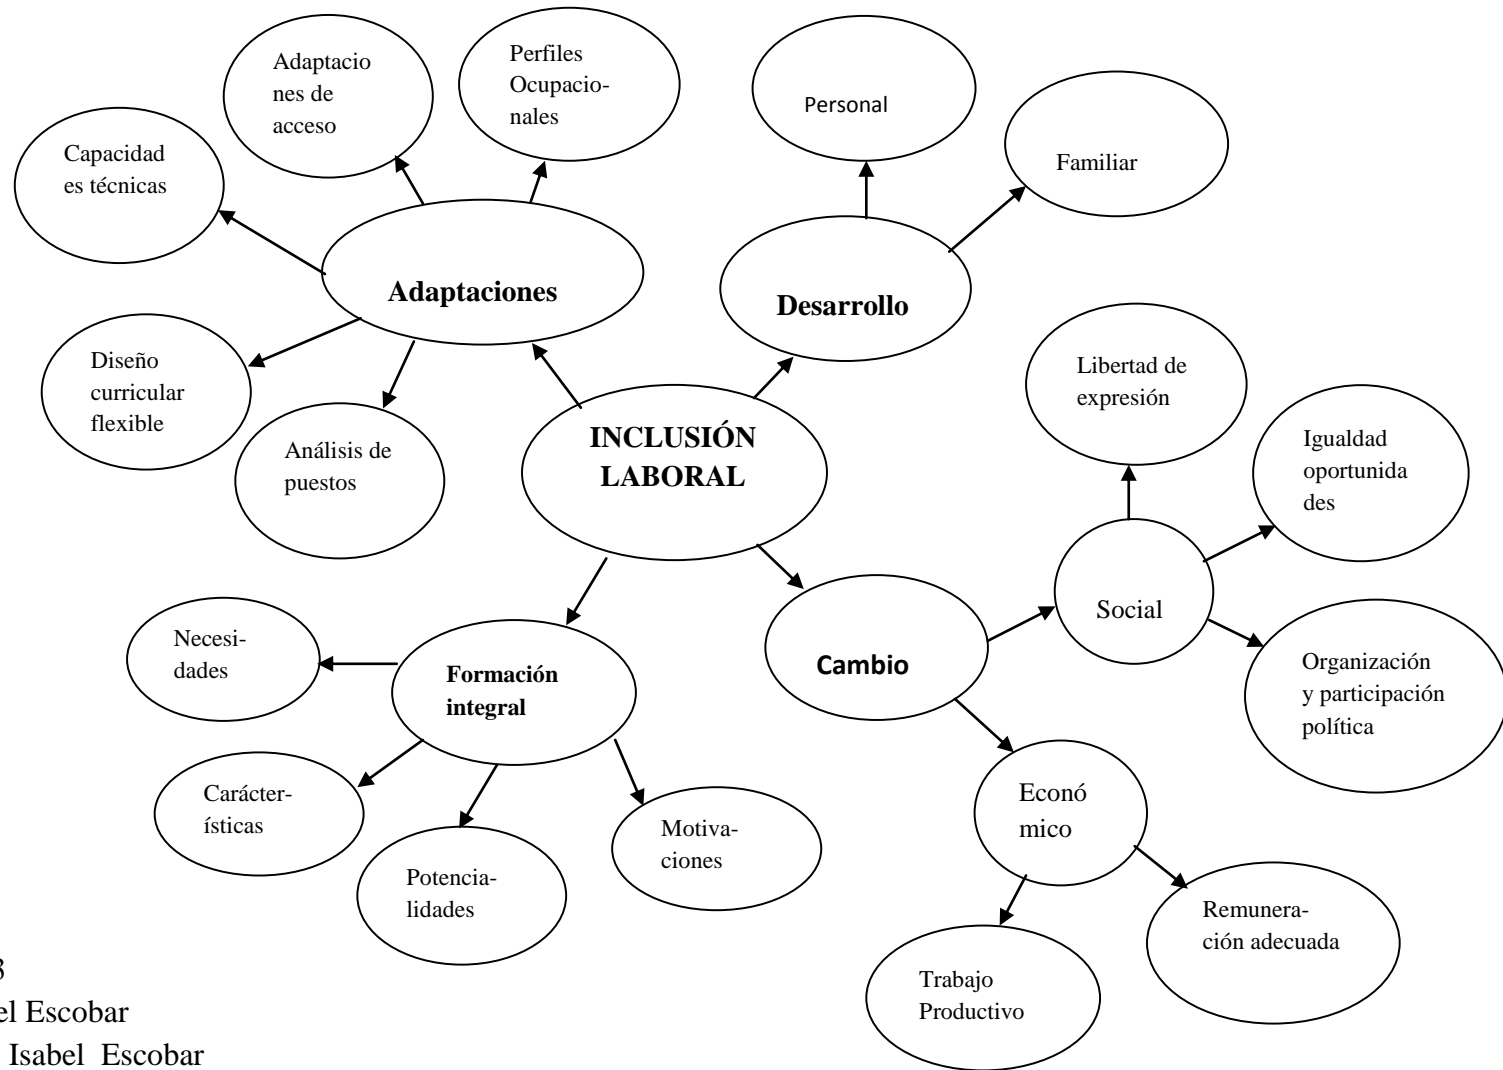 Adaptacio
nes de
acceso
Perfiles
Ocupacio-
nales
Personal
Familiar
Capacidad
es técnicas
Adaptaciones
Desarrollo
Diseño
curricular
flexible
Análisis de
puestos
INCLUSIÓN
LABORAL
Libertad de
expresión
Igualdad
oportunida
des
Social
Organización
y participación
política
Cambio
Necesi-
dades
Formación
integral
Carácter-
ísticas
Potencia-
lidades
Motiva-
ciones
Econó
mico
Remunera-
ción adecuada
Trabajo
Productivo
Escobar
Isabel Escobar